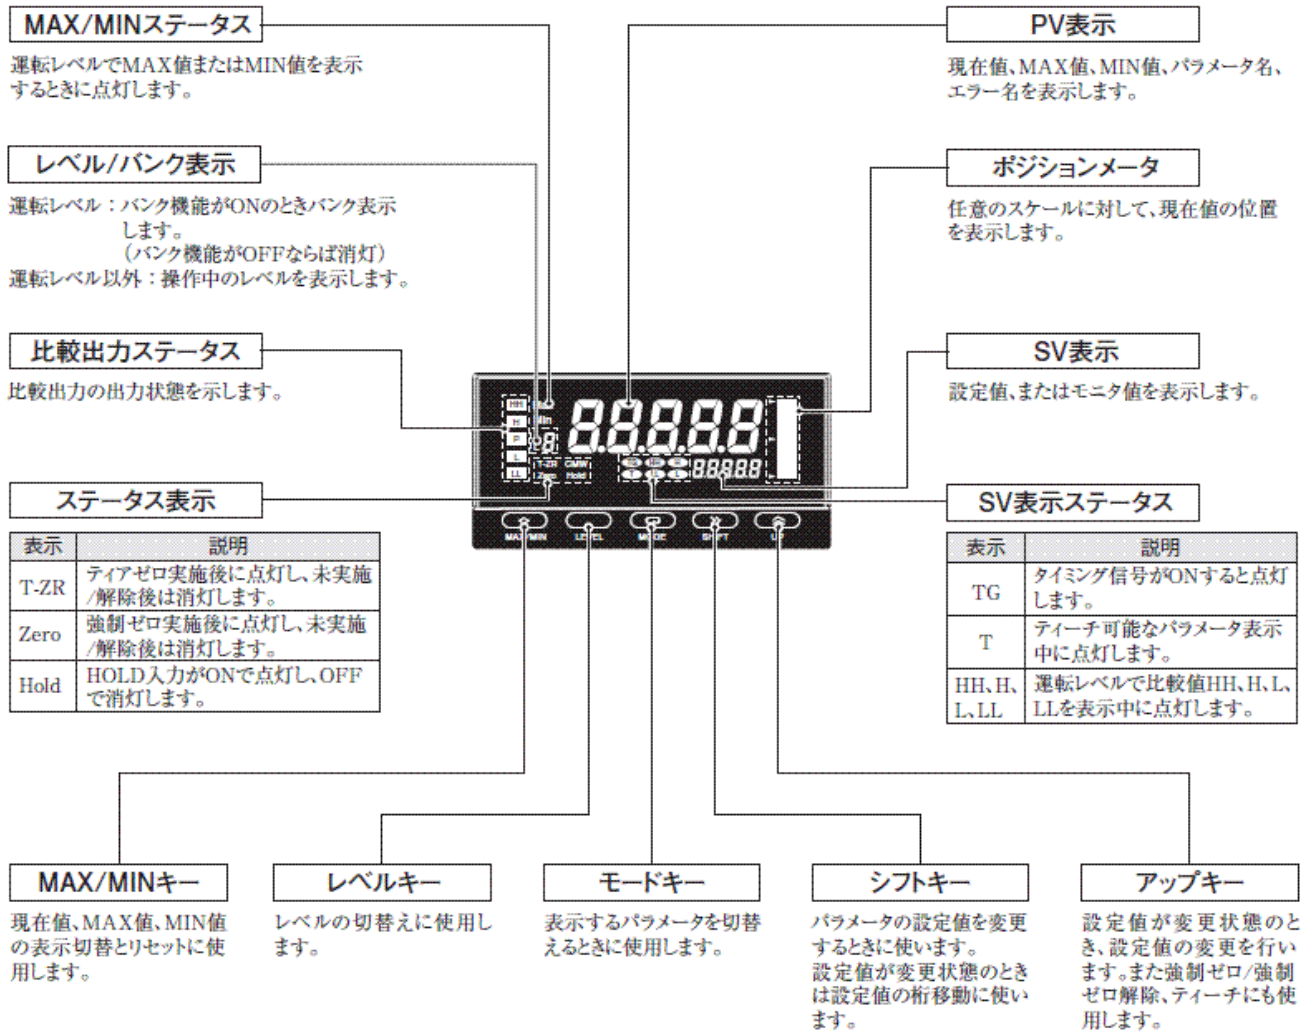 MAX/MINステータス
運転レベルでMAX値またはMIN値を表示
するときに点灯します。
レベル/バンク表示
運転レベル：バンク機能がONのときバンク表示
します。
（バンク機能がOFFならば消灯）
運転レベル以外：操作中のレベルを表示します。
比較出力ステータス
比較出力の出力状態を示します。
ステータス表示
表示 説明
T-ZR ティアゼロ実施後に点灯し、未実施
/解除後は消灯します。
Zero 強制ゼロ実施後に点灯し、未実施
/解除後は消灯します。
Hold HOLD入力がONで点灯し、OFF
で消灯します。
PV表示
現在値、MAX値、MIN値、パラメータ名、
エラー名を表示します。
ポジションメータ
任意のスケールに対して、現在値の位置
を表示します。
SV表示
設定値、またはモニタ値を表示します。
SV表示ステータス
表示 説明
TG タイミング信号がONすると点灯
します。
T ティーチ可能なパラメータ表示
中に点灯します。
HH、H、
L、LL
運転レベルで比較値HH、H、L、
LLを表示中に点灯します。
HH
H
P
L
LL
Min
T-ZR CMW
Zero Hold
TG HH H
T LL L
MAX/MIN LEVEL MODE SHIFT UP
MAX/MINキー
現在値、MAX値、MIN値
の表示切替とリセットに使
用します。
レベルキー
レベルの切替えに使用し
ます。
モードキー
表示するパラメータを切替
えるときに使用します。
シフトキー
パラメータの設定値を変更
するときに使います。
設定値が変更状態のとき
は設定値の桁移動に使い
ます。
アップキー
設定値が変更状態のと
き、設定値の変更を行い
ます。また強制ゼロ/強制
ゼロ解除、ティーチにも使
用します。